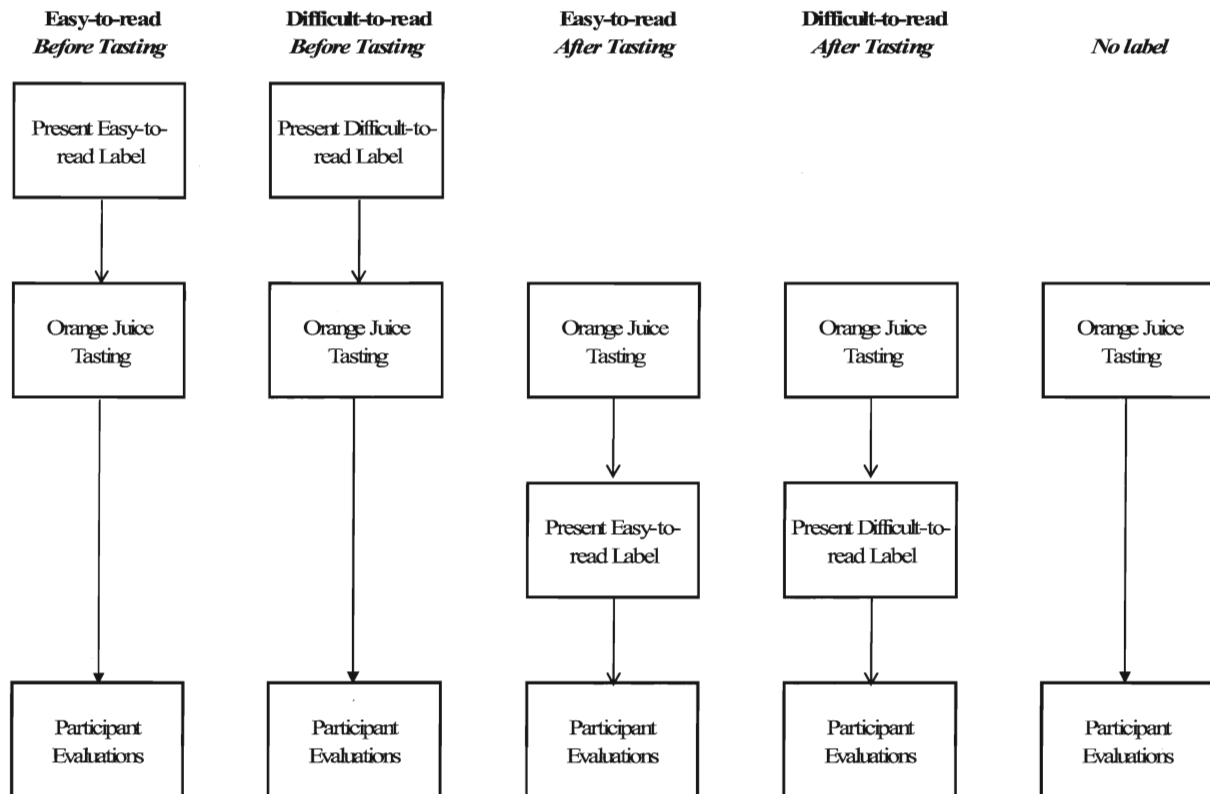 Easy-to-read
Before Tasting
Difficult-to-read
Before Tasting
Easy-to-read
After Tasting
Difficult-to-read
After Tasting
No label
Present Easy-to-
read Label
Present Difficult-to-
read Label
Orange Juice
Tasting
Orange Juice
Tasting
Orange Juice
Tasting
Orange Juice
Tasting
Orange Juice
Tasting
Present Easy-to-
read Label
Present Difficult-to-
read Label
Participant
Evaluations
Participant
Evaluations
Participant
Evaluations
Participant
Evaluations
Participant
Evaluations